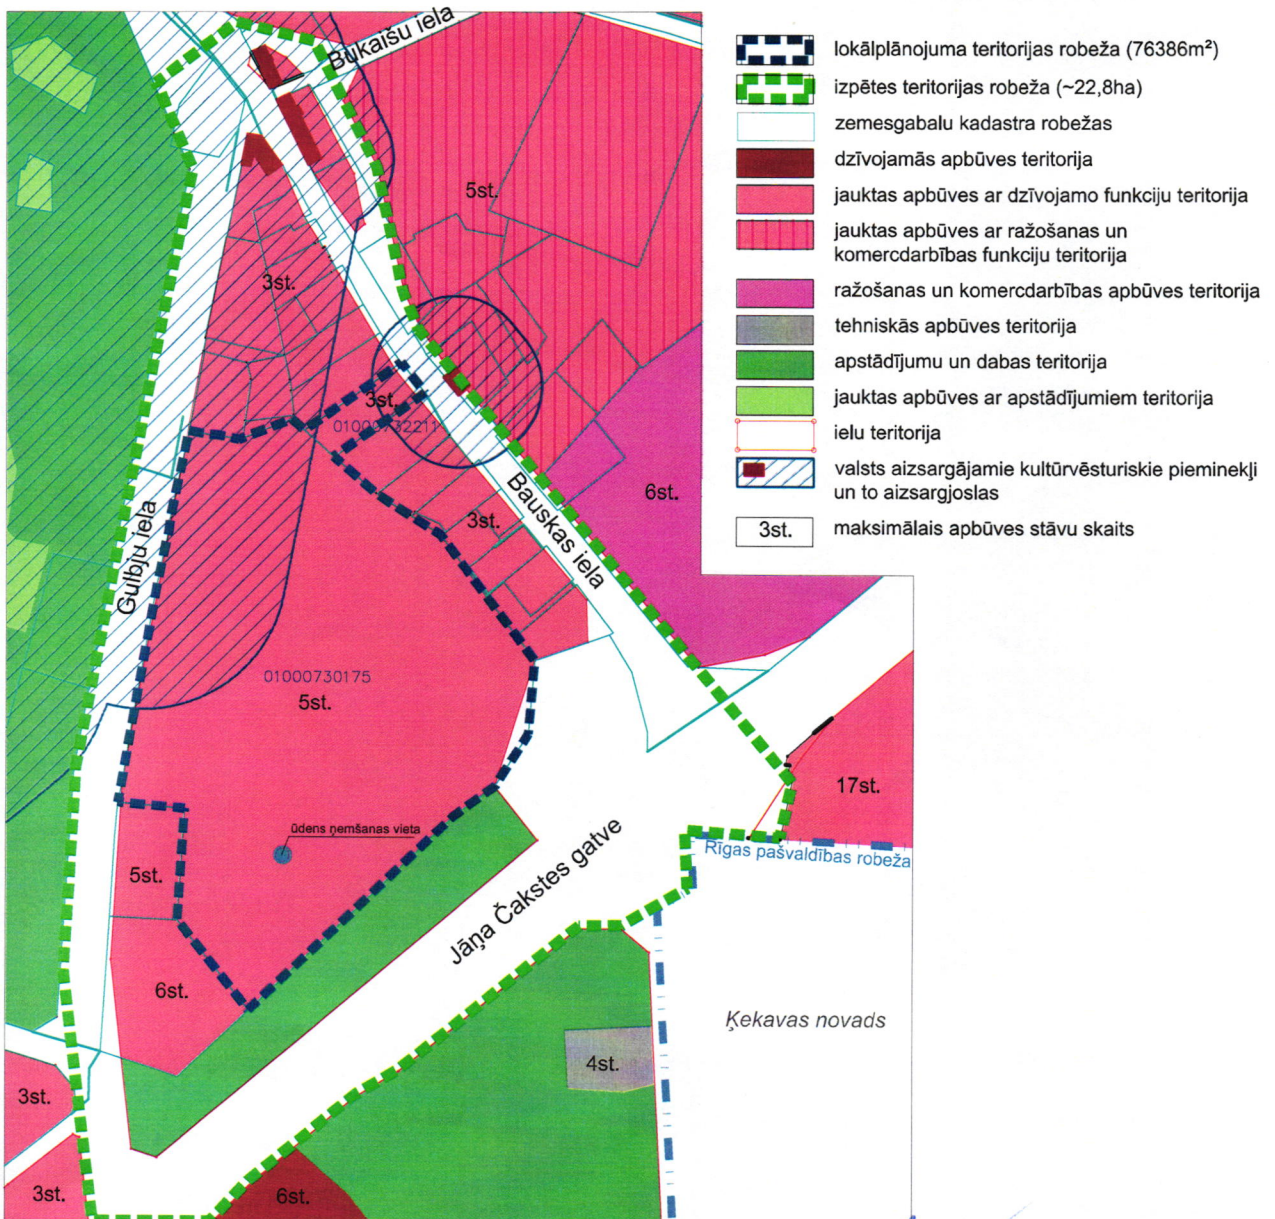 Bukaišu iela
5st.
3st.
3st.
01000732211
3st.
Bauskas iela
6st.
Gulbju iela
01000730175
5st.
17st.
ūdens ņemšanas vieta
5st.
Jāņa Čakstes gatve
Rīgas pašvaldības robeža
6st.
Ķekavas novads
4st.
3st.
3st.
6st.
lokālplānojuma teritorijas robeža (76386m²)
izpētes teritorijas robeža (~22,8ha)
zemesgabalu kadastra robežas
dzīvojamās apbūves teritorija
jauktas apbūves ar dzīvojamo funkciju teritorija
jauktas apbūves ar ražošanas un
komercdarbības funkciju teritorija
ražošanas un komercdarbības apbūves teritorija
tehniskās apbūves teritorija
apstādījumu un dabas teritorija
jauktas apbūves ar apstādījumiem teritorija
ielu teritorija
valsts aizsargājamie kultūrvēsturiskie pieminekļi
un to aizsargjoslas
3st.
maksimālais apbūves stāvu skaits